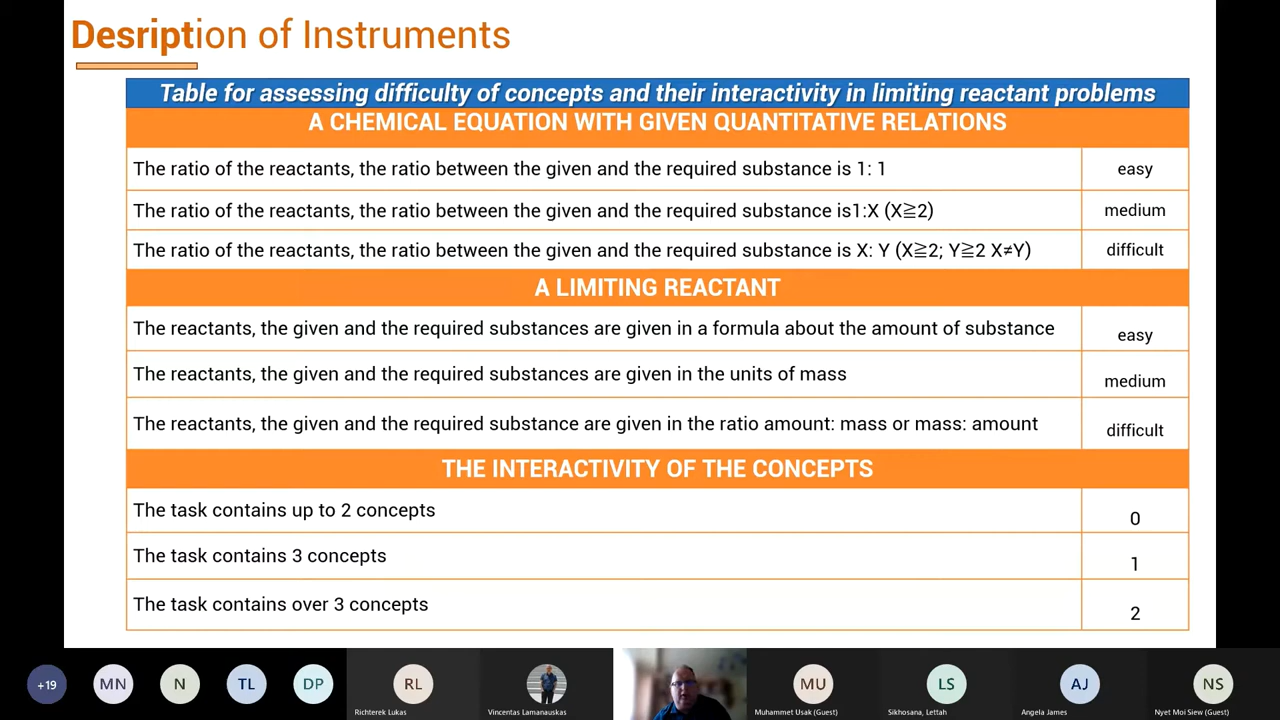 Desription of Instruments
Table for assessing difficulty of concepts and their interactivity in limiting reactant problems
A CHEMICAL EQUATION WITH GIVEN QUANTITATIVE RELATIONS
The ratio of the reactants, the ratio between the given and the required substance is 1: 1 easy
The ratio of the reactants, the ratio between the given and the required substance is1:X (X≧2) medium
The ratio of the reactants, the ratio between the given and the required substance is X: Y (X≧2; Y≧2 X≠Y) difficult
A LIMITING REACTANT
The reactants, the given and the required substances are given in a formula about the amount of substance easy
The reactants, the given and the required substances are given in the units of mass medium
The reactants, the given and the required substance are given in the ratio amount: mass or mass: amount difficult
THE INTERACTIVITY OF THE CONCEPTS
The task contains up to 2 concepts 0
The task contains 3 concepts 1
The task contains over 3 concepts 2
+19 MN N TL DP RL MU LS AJ NS
Richterek Lukas Vincentas Lamanauskas Muhammet Usak (Guest) Sikhosana, Lettah Angela James Nyet Moi Siew (Guest)